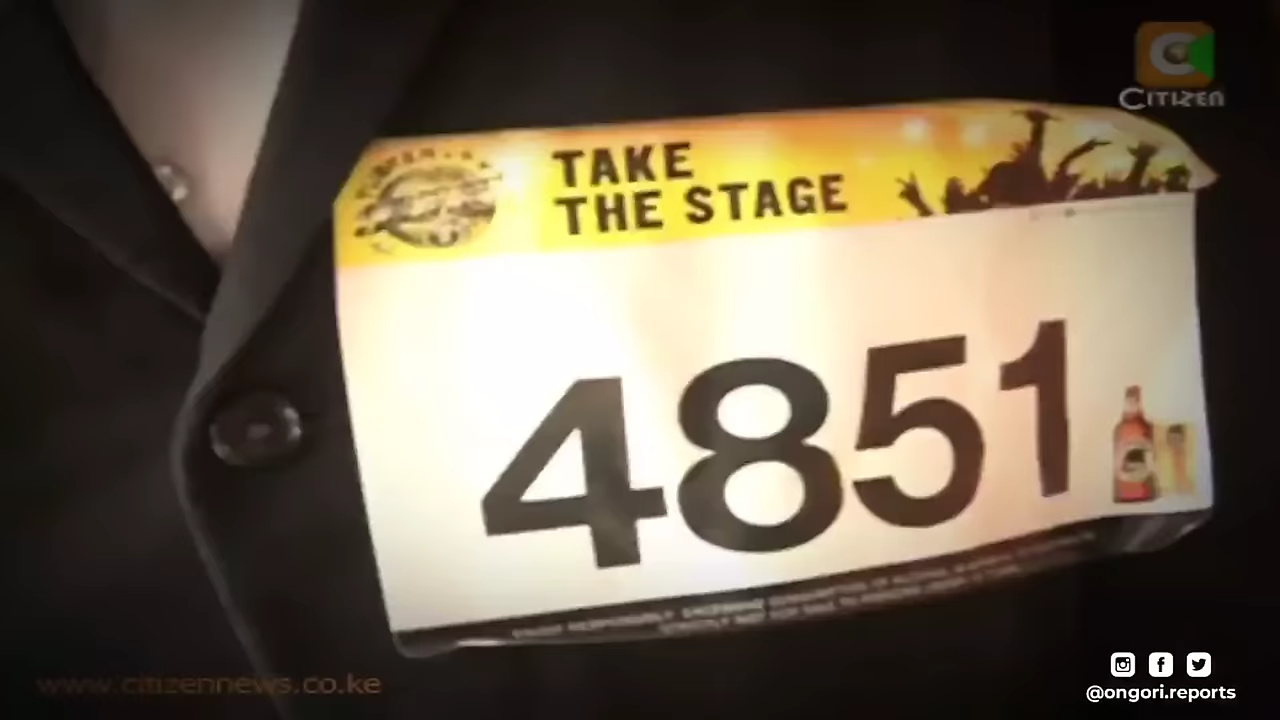 CITIZEN
TAKE
THE STAGE
4851
www.citizennews.co.ke
@ongori.reports